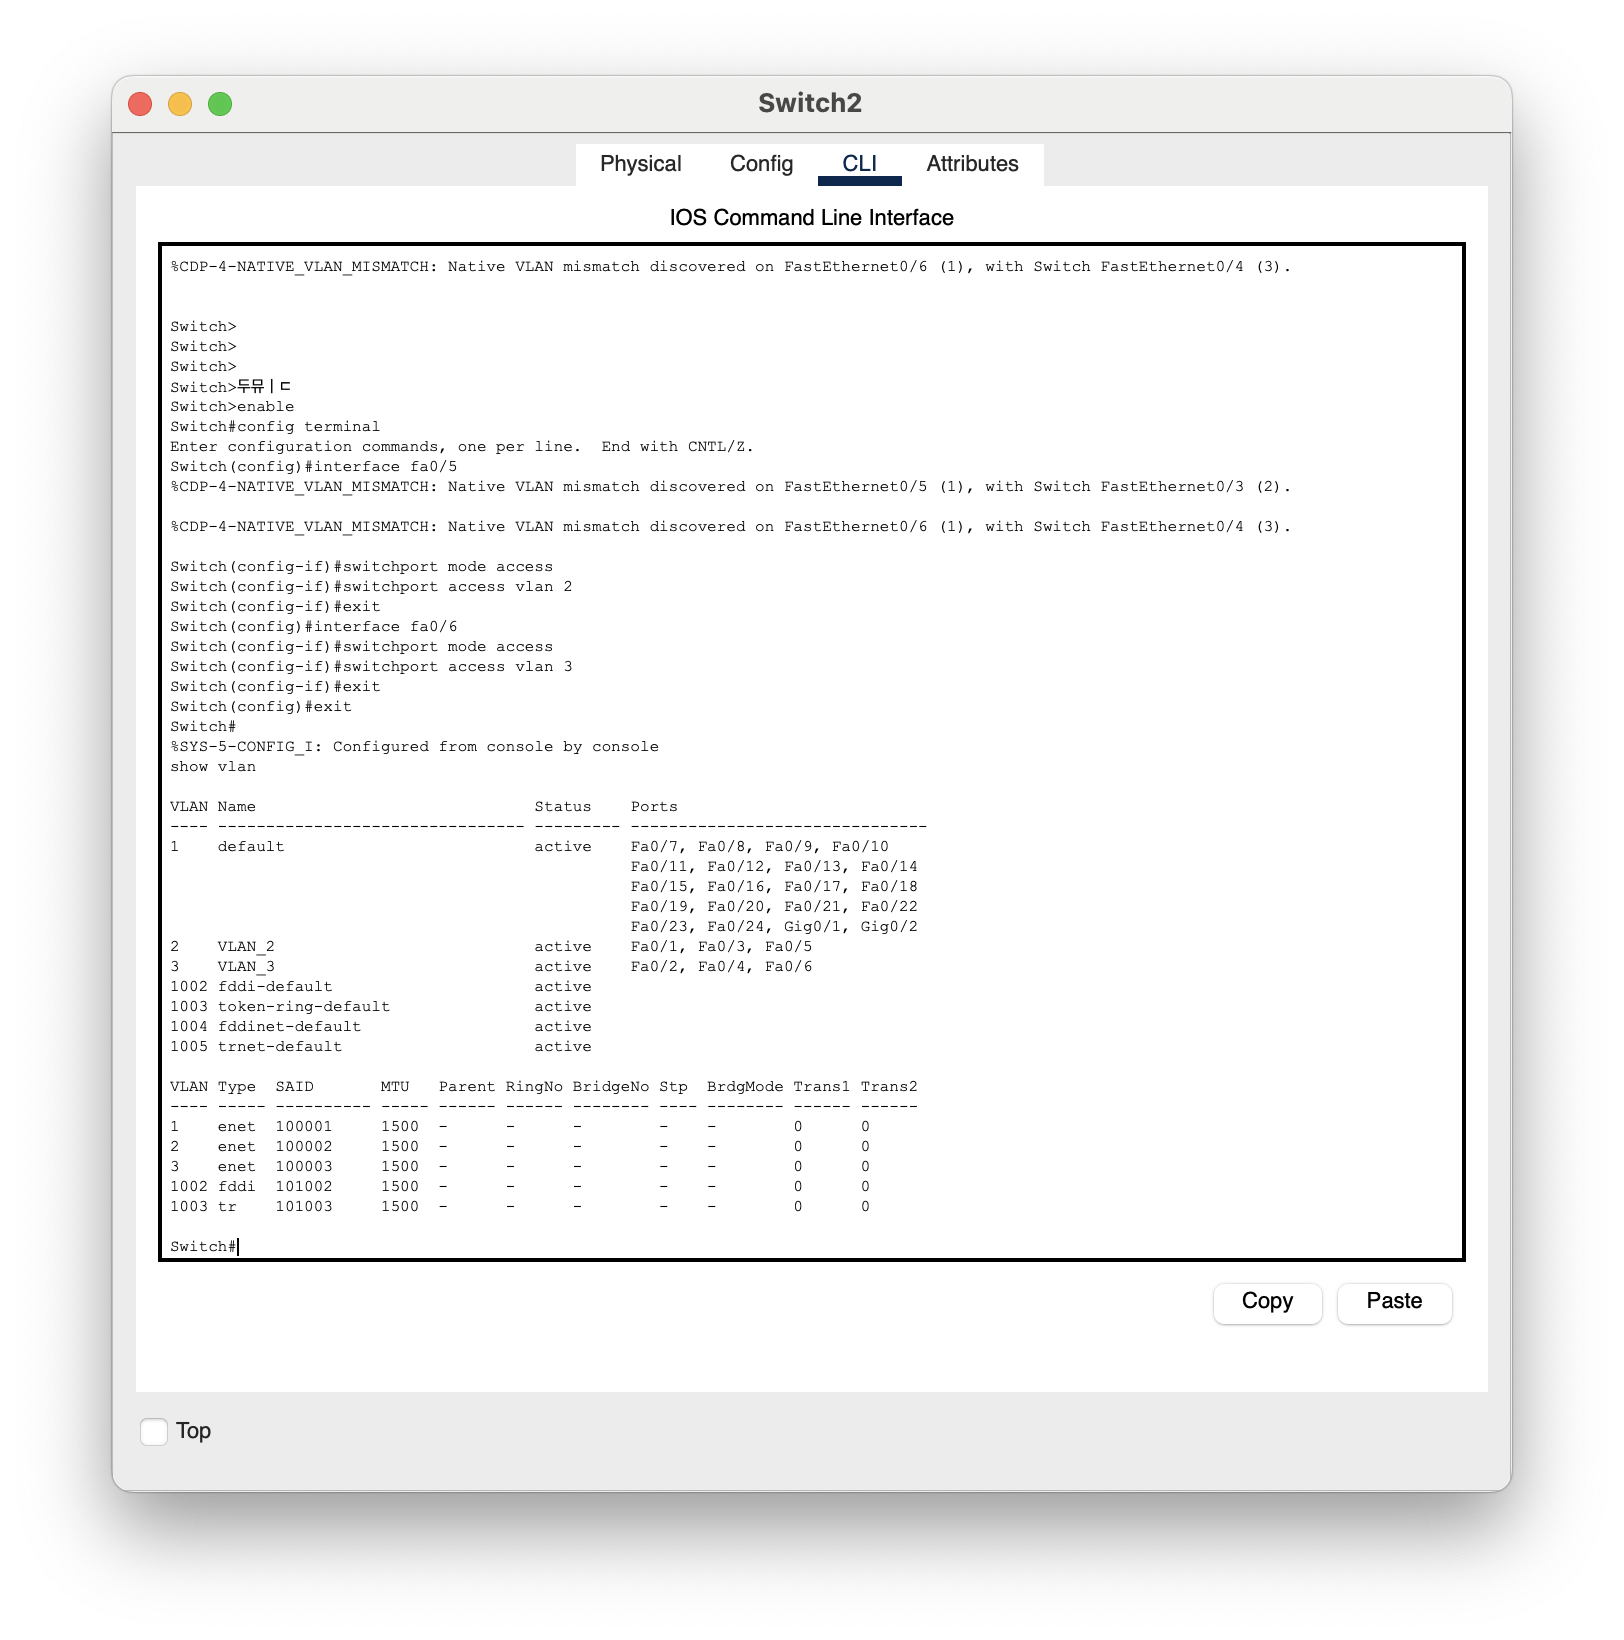 Switch2
Physical Config CLI Attributes
IOS Command Line Interface
%CDP-4-NATIVE_VLAN_MISMATCH: Native VLAN mismatch discovered on FastEthernet0/6 (1), with Switch FastEthernet0/4 (3).
Switch>
Switch>
Switch>
Switch>두뮤ㅣㄷ
Switch>enable
Switch#config terminal
Enter configuration commands, one per line.  End with CNTL/Z.
Switch(config)#interface fa0/5
%CDP-4-NATIVE_VLAN_MISMATCH: Native VLAN mismatch discovered on FastEthernet0/5 (1), with Switch FastEthernet0/3 (2).
%CDP-4-NATIVE_VLAN_MISMATCH: Native VLAN mismatch discovered on FastEthernet0/6 (1), with Switch FastEthernet0/4 (3).
Switch(config-if)#switchport mode access
Switch(config-if)#switchport access vlan 2
Switch(config-if)#exit
Switch(config)#interface fa0/6
Switch(config-if)#switchport mode access
Switch(config-if)#switchport access vlan 3
Switch(config-if)#exit
Switch(config)#exit
Switch#
%SYS-5-CONFIG_I: Configured from console by console
show vlan
VLAN Name                             Status    Ports
---- -------------------------------- --------- -------------------------------
1    default                          active    Fa0/7, Fa0/8, Fa0/9, Fa0/10
                                                Fa0/11, Fa0/12, Fa0/13, Fa0/14
                                                Fa0/15, Fa0/16, Fa0/17, Fa0/18
                                                Fa0/19, Fa0/20, Fa0/21, Fa0/22
                                                Fa0/23, Fa0/24, Gig0/1, Gig0/2
2    VLAN_2                           active    Fa0/1, Fa0/3, Fa0/5
3    VLAN_3                           active    Fa0/2, Fa0/4, Fa0/6
1002 fddi-default                     active
1003 token-ring-default               active
1004 fddinet-default                  active
1005 trnet-default                    active
VLAN Type  SAID       MTU   Parent RingNo BridgeNo Stp  BrdgMode Trans1 Trans2
---- ----- ---------- ----- ------ ------ -------- ---- -------- ------ ------
1    enet  100001     1500  -      -      -        -    -        0      0
2    enet  100002     1500  -      -      -        -    -        0      0
3    enet  100003     1500  -      -      -        -    -        0      0
1002 fddi  101002     1500  -      -      -        -    -        0      0
1003 tr    101003     1500  -      -      -        -    -        0      0
Switch#
Copy Paste
Top